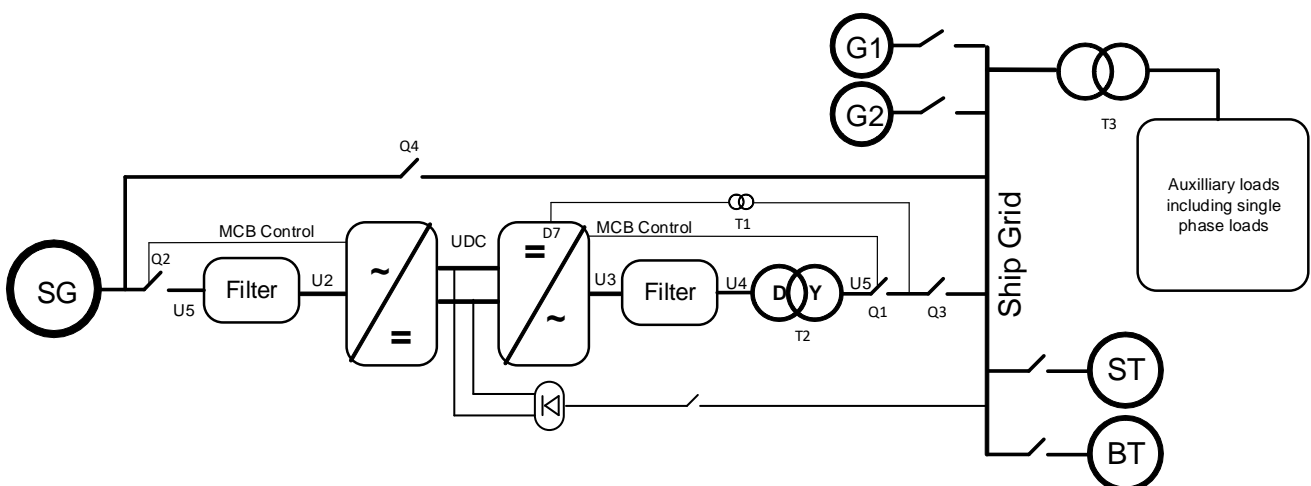 G1
G2
T3
Q4
Auxilliary loads
including single
phase loads
MCB Control
UDC
D7
=
~
T1
MCB Control
Ship Grid
SG
Q2
U5
Filter
U2
~
=
U3
Filter
U4
D
Y
T2
U5
Q1
Q3
ST
BT